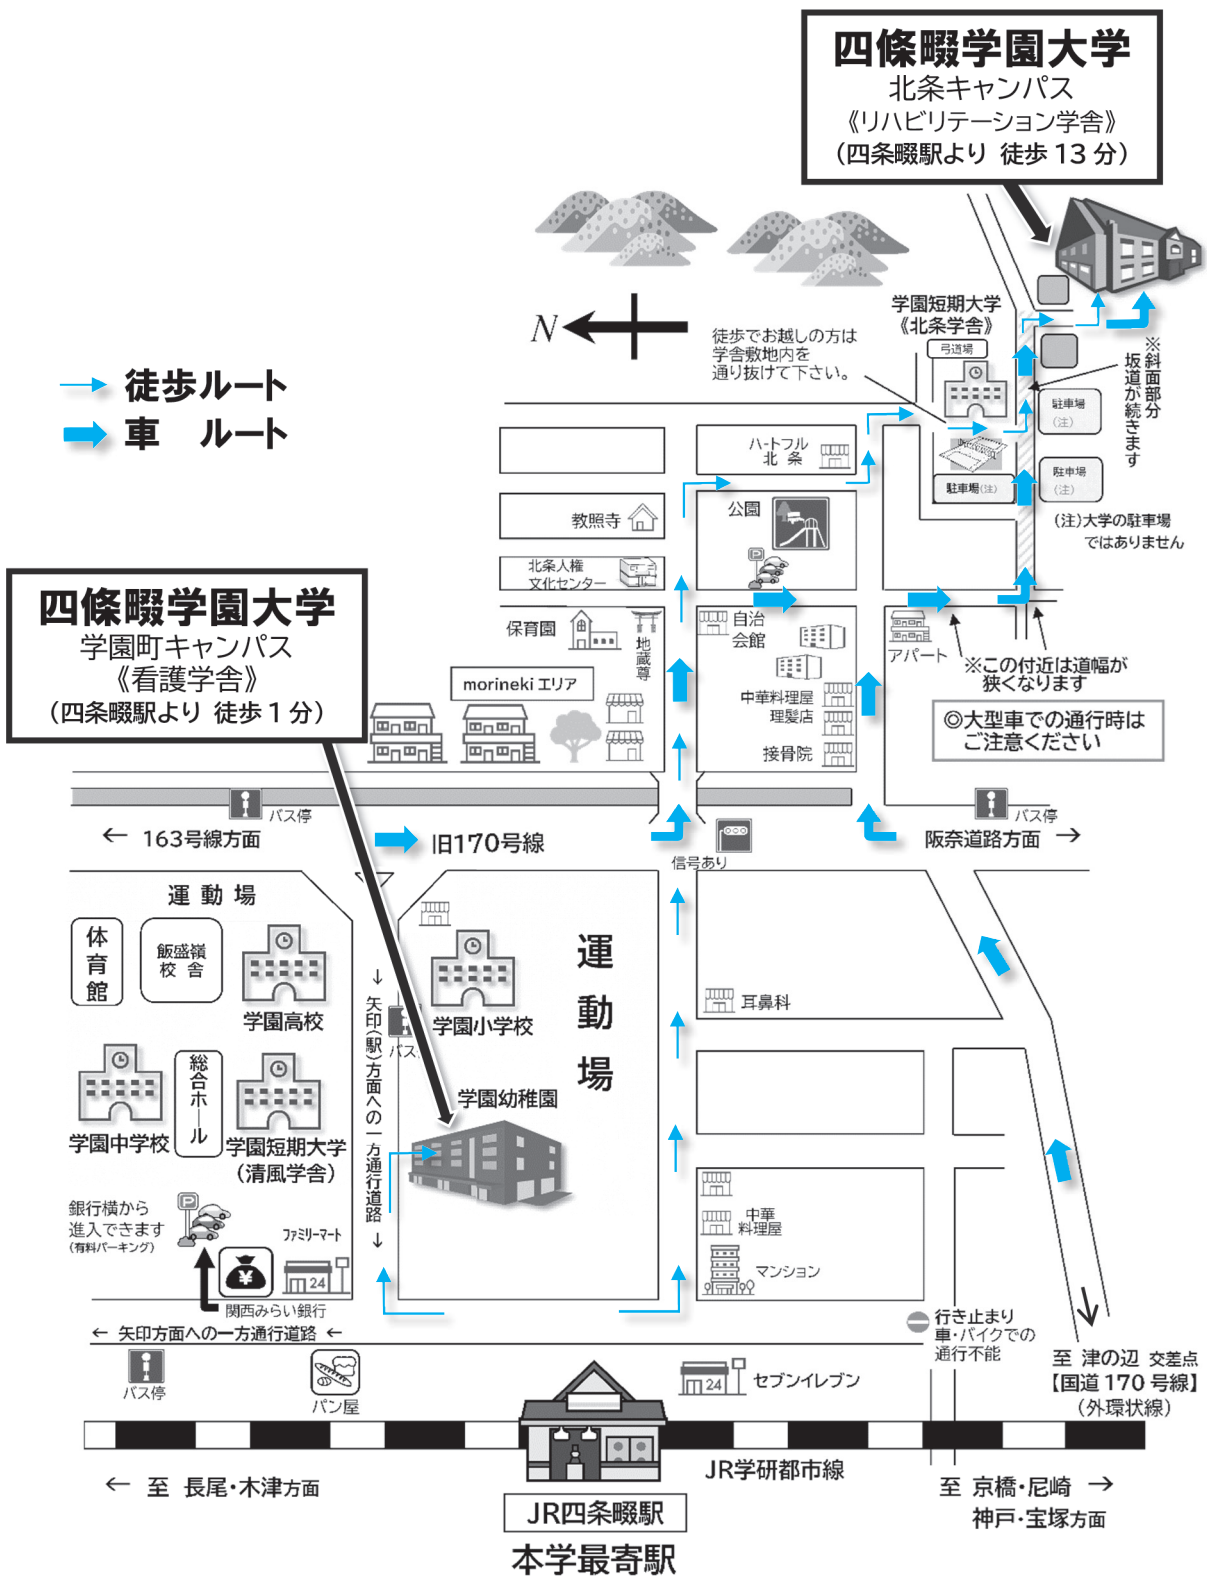 四條畷学園大学
北条キャンパス
《リハビリテーション学舎》
（四条畷駅より 徒歩13分）
N
学園短期大学
《北条学舎》
弓道場
徒歩でお越しの方は
学舎敷地内を
通り抜けて下さい。
※斜面部分
坂道が続きます
徒歩ルート
車 ルート
駐車場
（注）
駐車場
（注）
駐車場（注）
（注）大学の駐車場
ではありません
ハートフル
北条
教照寺
公園
P
北条人権
文化センター
四條畷学園大学
学園町キャンパス
《看護学舎》
（四条畷駅より 徒歩1分）
保育園
地蔵尊
自治
会館
アパート
※この付近は道幅が
狭くなります
morinekiエリア
中華料理屋
理髪店
接骨院
◎大型車での通行時は
ご注意ください
バス停
バス停
← 163号線方面
旧170号線
信号あり
阪奈道路方面 →
運動場
体育館
飯盛嶺
校舎
学園高校
学園小学校
運動場
耳鼻科
バス
← 矢印（駅）方面への一方通行道路 →
学園中学校
総合ホール
学園短期大学
（清風学舎）
学園幼稚園
銀行横から
進入できます
（有料パーキング）
P
¥
関西みらい銀行
ファミリーマート
24
中華
料理屋
マンション
← 矢印方面への一方通行道路 ←
行き止まり
車・バイクでの
通行不能
至 津の辺 交差点
【国道170号線】
（外環状線）
バス停
パン屋
24
セブンイレブン
JR学研都市線
← 至 長尾・木津方面
至 京橋・尼崎 →
神戸・宝塚方面
JR四条畷駅
本学最寄駅